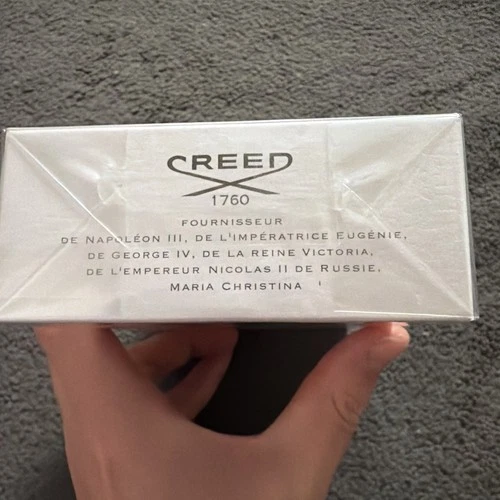 CREED
1760
FOURNISSEUR
DE NAPOLÉON III, DE L'IMPÉRATRICE EUGÉNIE,
DE GEORGE IV, DE LA REINE VICTORIA,
DE L'EMPEREUR NICOLAS II DE RUSSIE,
MARIA CHRISTINA